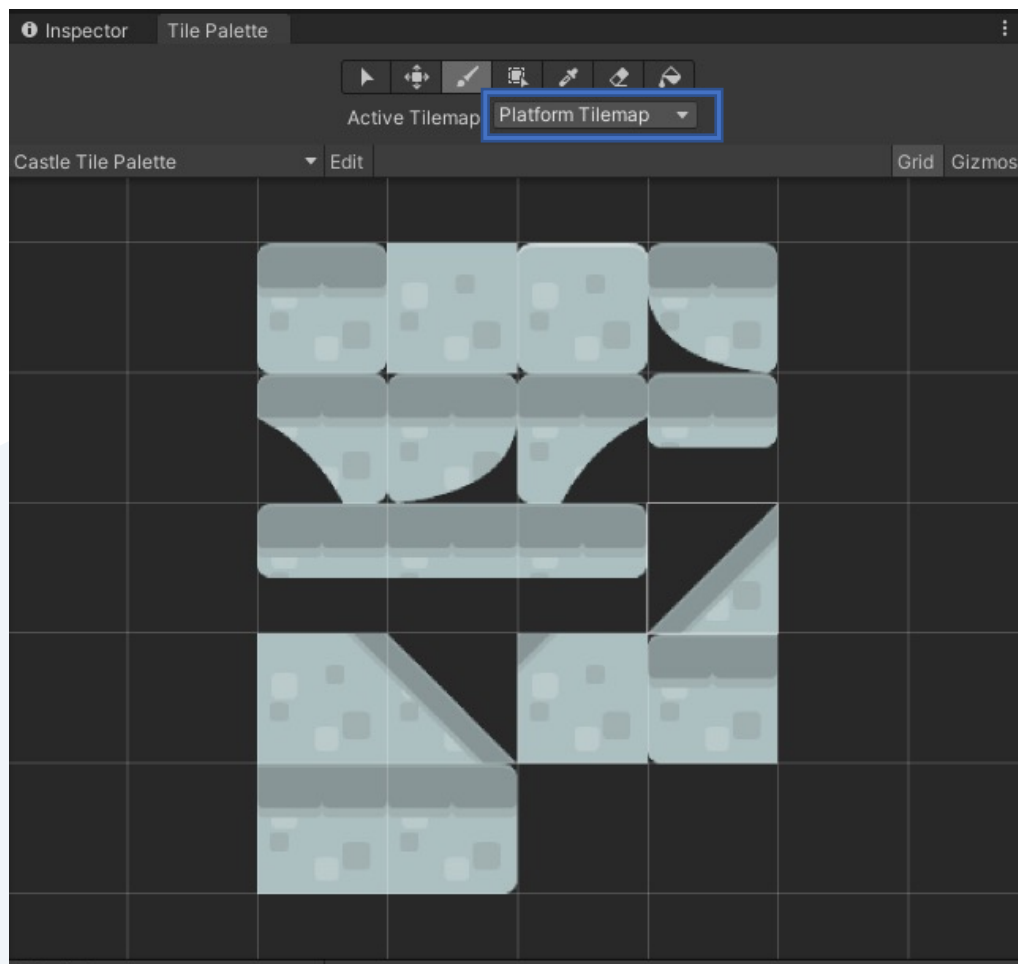 Inspector Tile Palette
Active Tilemap Platform Tilemap
Castle Tile Palette Edit Grid Gizmos